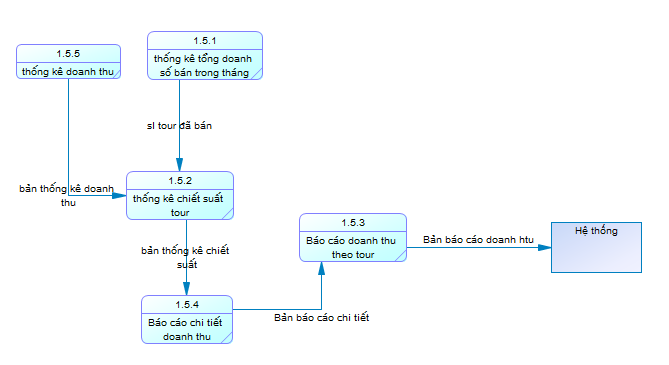 1.5.1
thống kê tổng doanh
số bán trong tháng
1.5.5
thống kê doanh thu
sl tour đã bán
1.5.2
thống kê chiết suất
tour
bản thống kê doanh
thu
1.5.3
Báo cáo doanh thu
theo tour
Bản báo cáo doanh htu
Hệ thống
bản thống kê chiết
suất
1.5.4
Báo cáo chi tiết
doanh thu
Bản báo cáo chi tiết